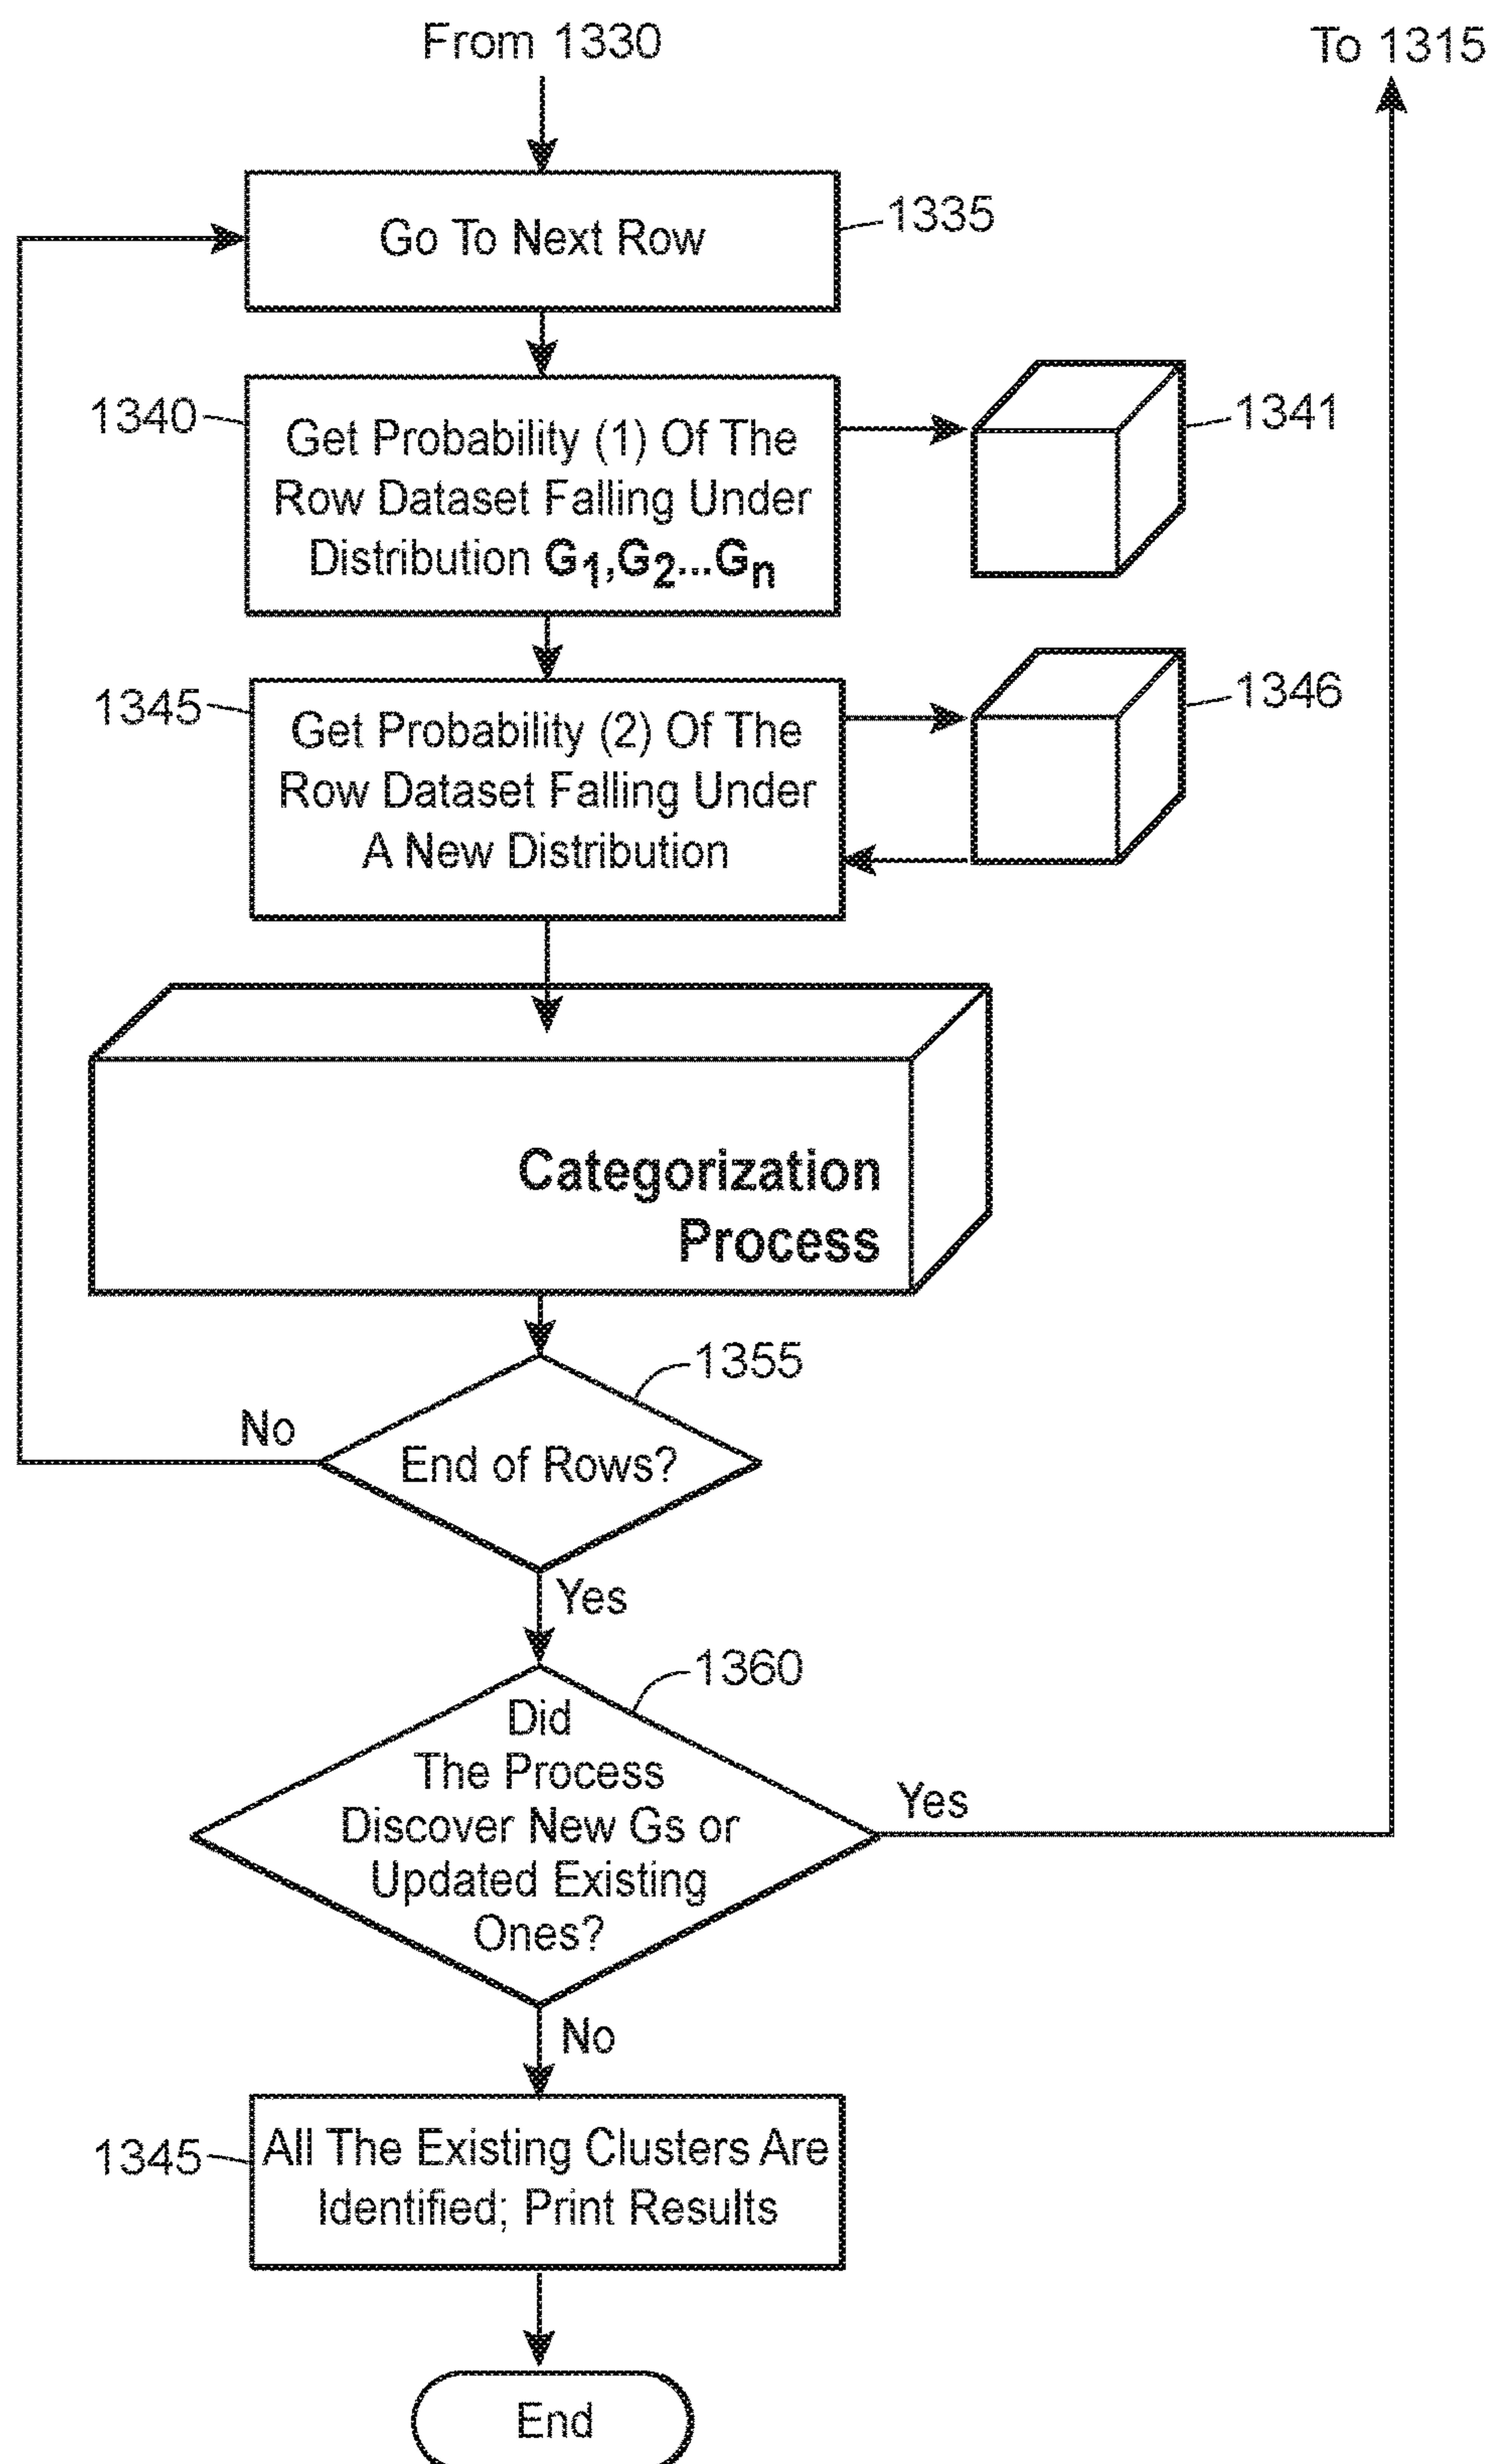 From 1330
To 1315
Go To Next Row
1335
1340
Get Probability (1) Of The
Row Dataset Falling Under
Distribution G1,G2...Gn
1341
1345
Get Probability (2) Of The
Row Dataset Falling Under
A New Distribution
1346
Categorization
Process
1355
No
End of Rows?
Yes
1360
Did
The Process
Discover New Gs or
Updated Existing
Ones?
Yes
No
1345
All The Existing Clusters Are
Identified; Print Results
End